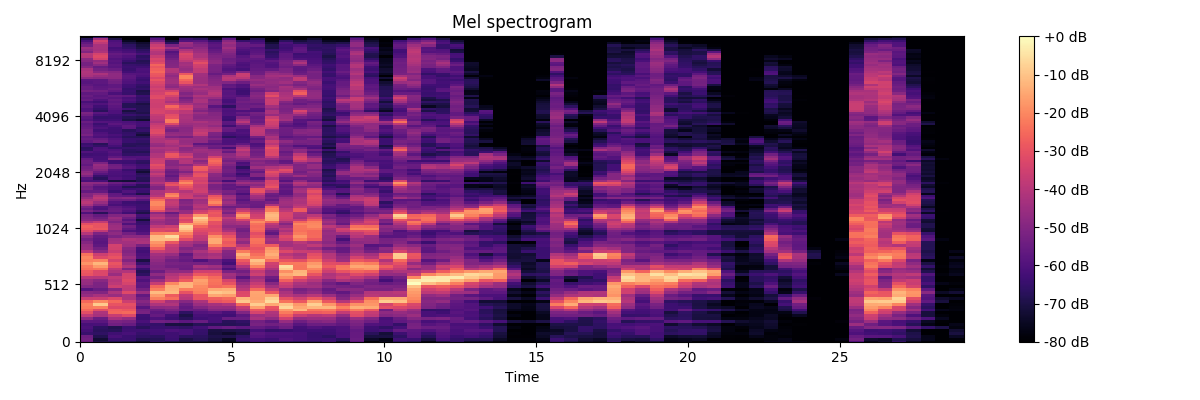 Mel spectrogram
Hz
8192
4096
2048
1024
512
0
0 5 10 15 20 25
Time
+0 dB
-10 dB
-20 dB
-30 dB
-40 dB
-50 dB
-60 dB
-70 dB
-80 dB